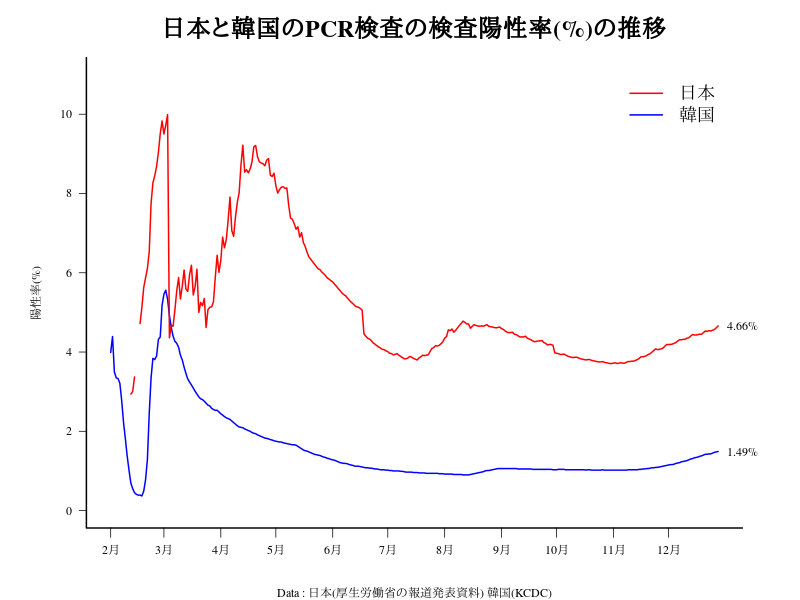 日本と韓国のPCR検査の検査陽性率(%)の推移
日本
韓国
陽性率(%)
10
8
6
4
2
0
4.66%
1.49%
2月 3月 4月 5月 6月 7月 8月 9月 10月 11月 12月
Data : 日本(厚生労働省の報道発表資料) 韓国(KCDC)